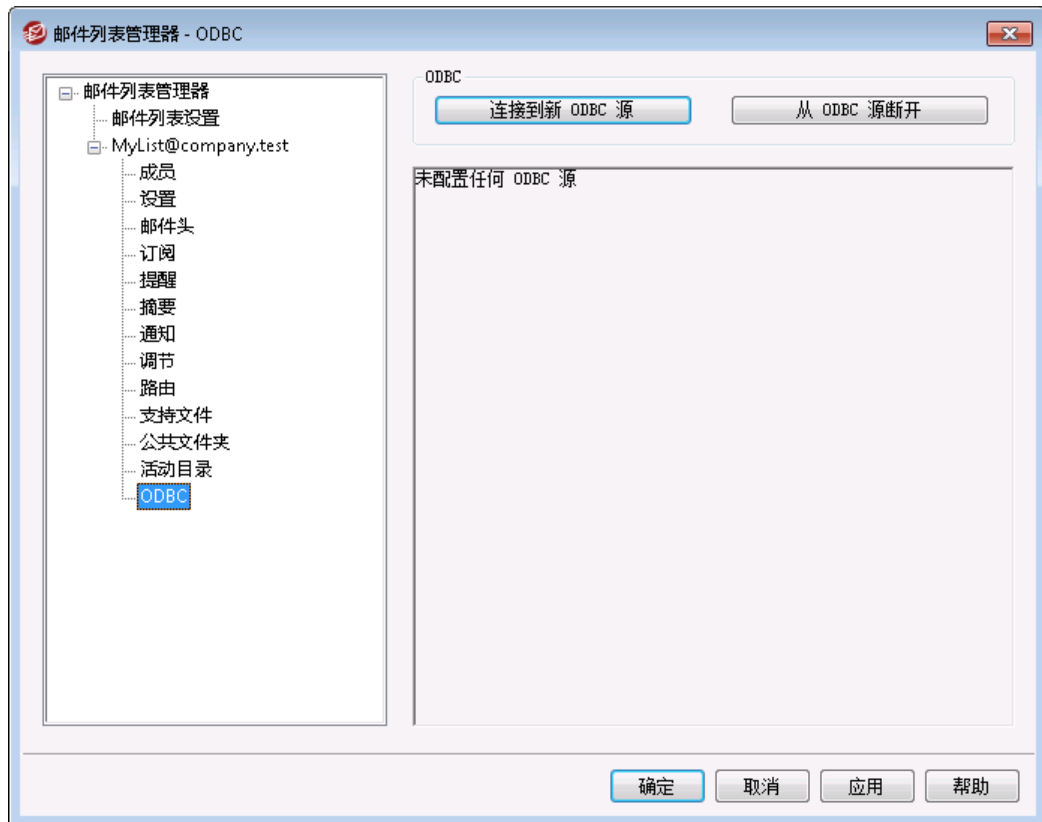 邮件列表管理器 - ODBC
邮件列表管理器
邮件列表设置
MyList@company.test
成员
设置
邮件头
订阅
提醒
摘要
通知
调节
路由
支持文件
公共文件夹
活动目录
ODBC
ODBC
连接到新 ODBC 源
从 ODBC 源断开
未配置任何 ODBC 源
确定
取消
应用
帮助